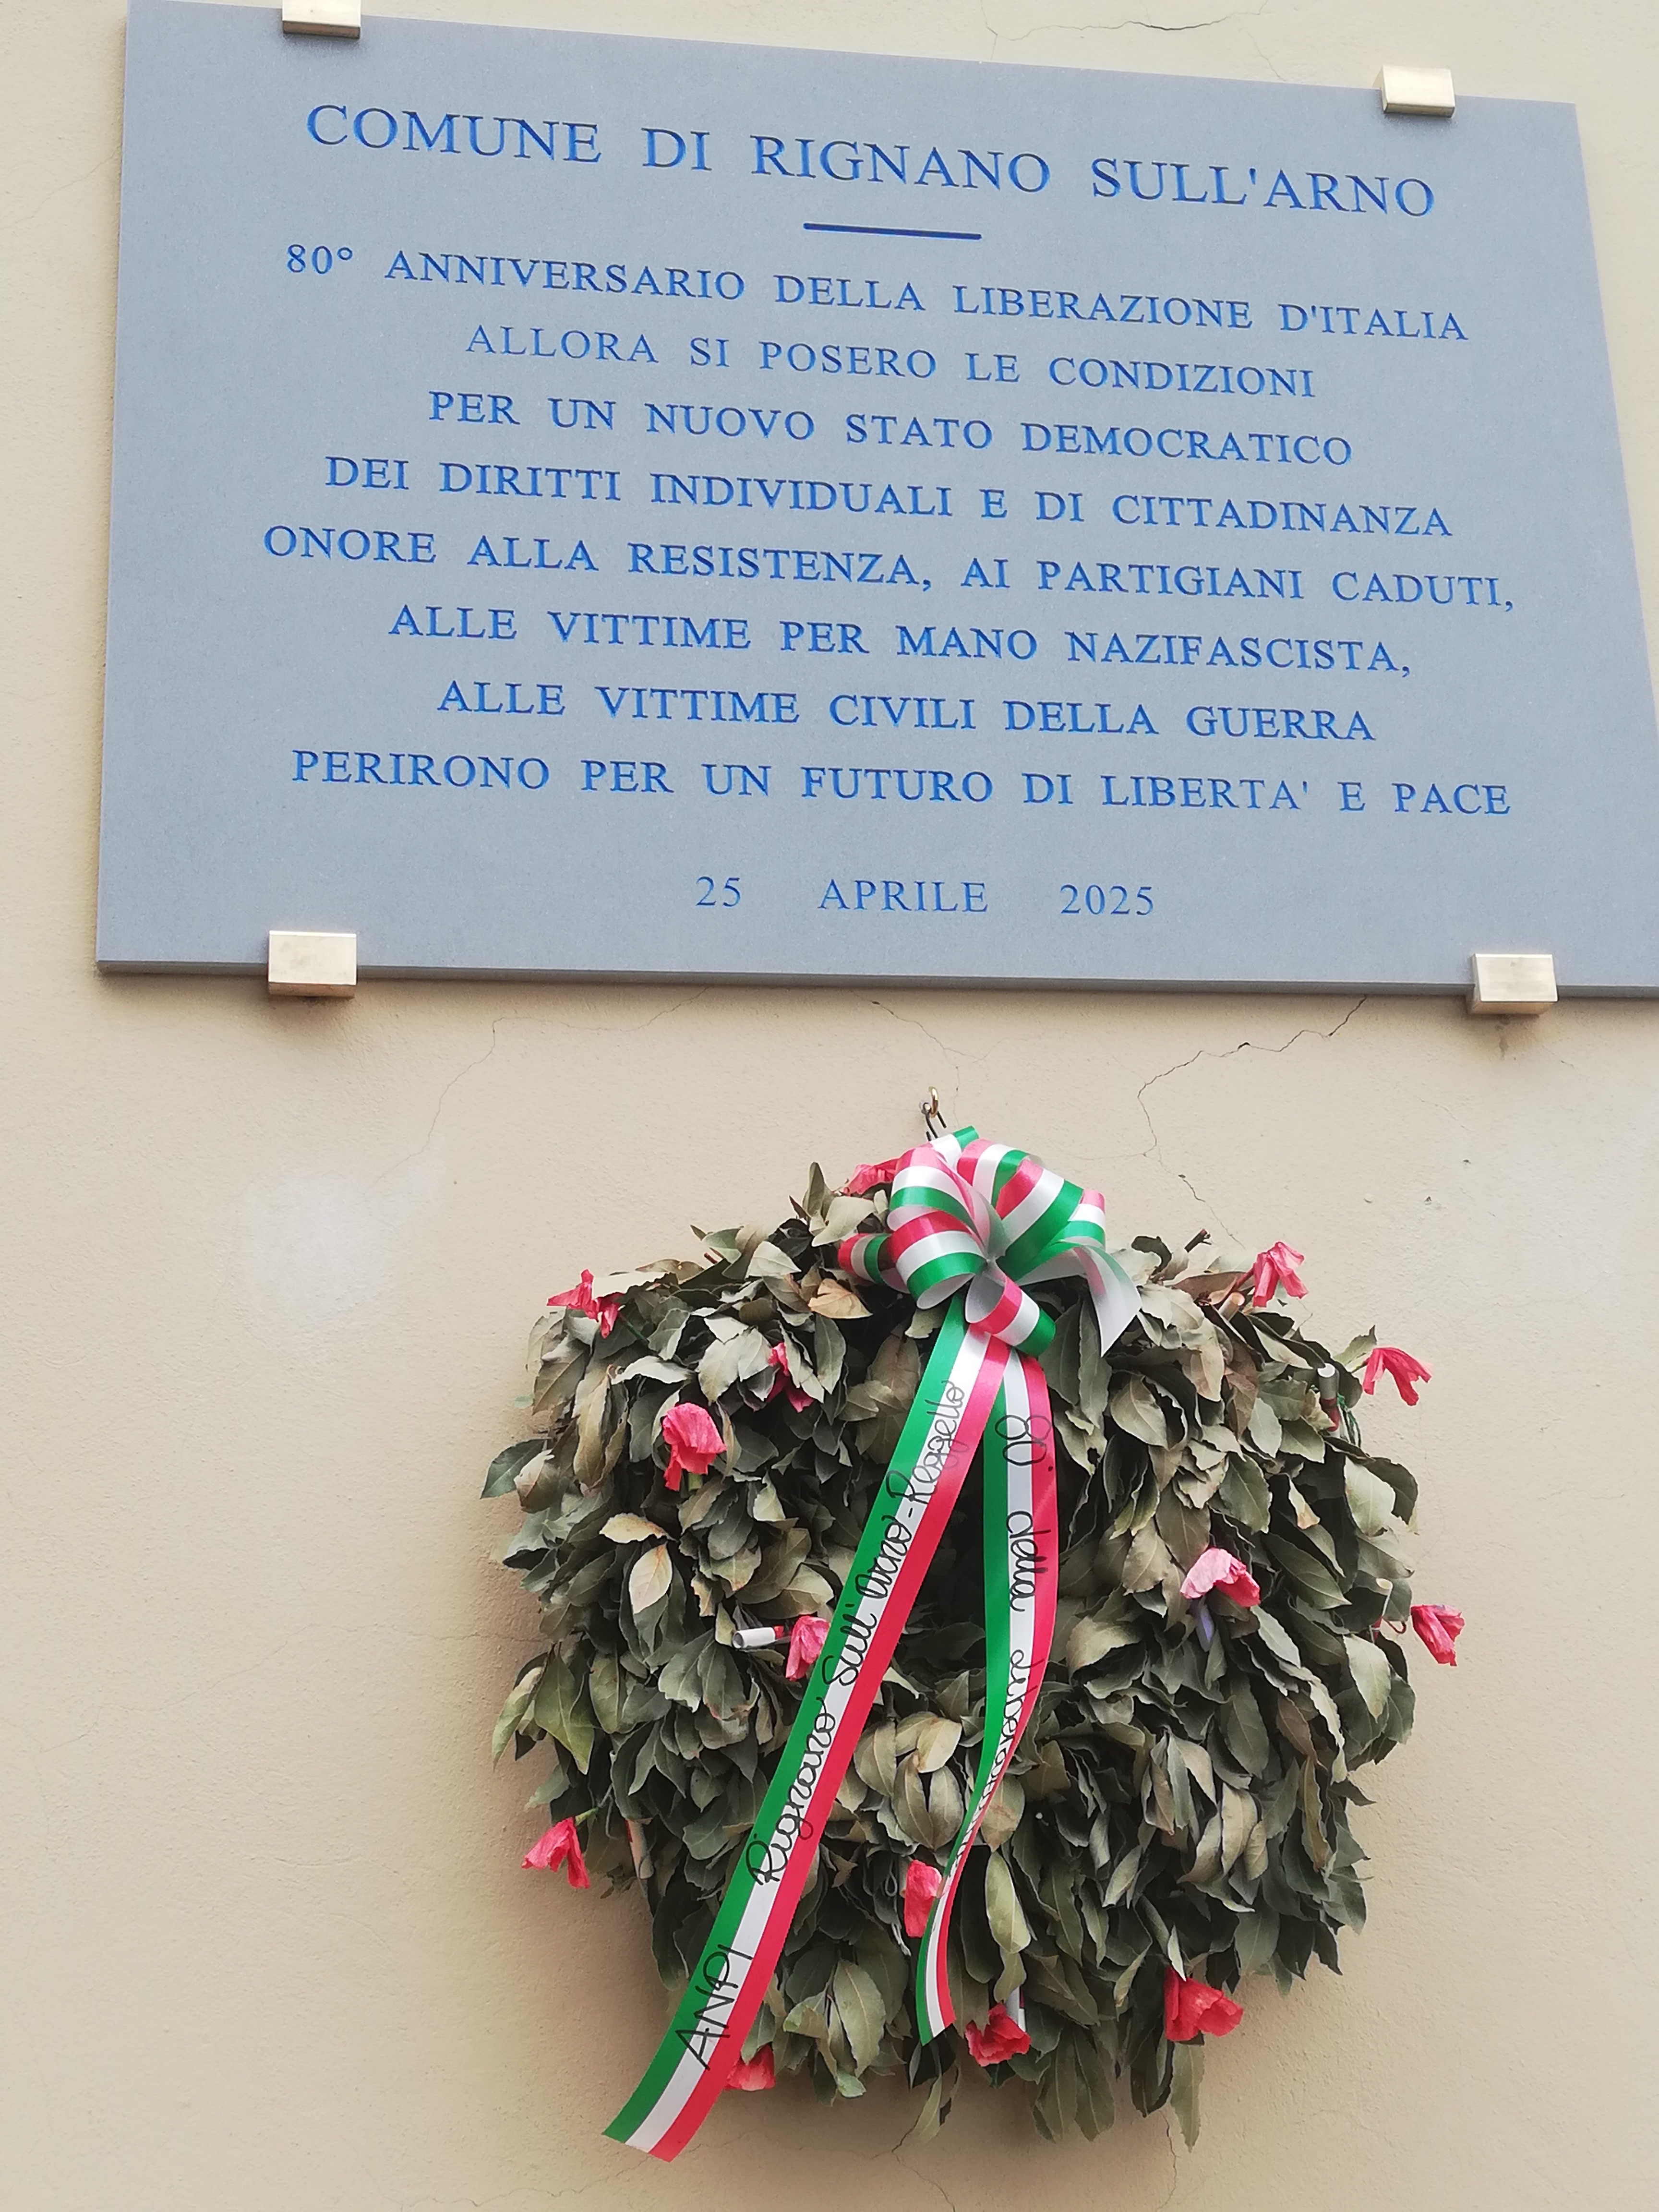 COMUNE DI RIGNANO SULL'ARNO
80° ANNIVERSARIO DELLA LIBERAZIONE D'ITALIA
ALLORA SI POSERO LE CONDIZIONI
PER UN NUOVO STATO DEMOCRATICO
DEI DIRITTI INDIVIDUALI E DI CITTADINANZA
ONORE ALLA RESISTENZA, AI PARTIGIANI CADUTI,
ALLE VITTIME PER MANO NAZIFASCISTA,
ALLE VITTIME CIVILI DELLA GUERRA
PERIRONO PER UN FUTURO DI LIBERTA' E PACE
25 APRILE 2025
ANPI Rignano Sull'Arno-Reggello
80° della